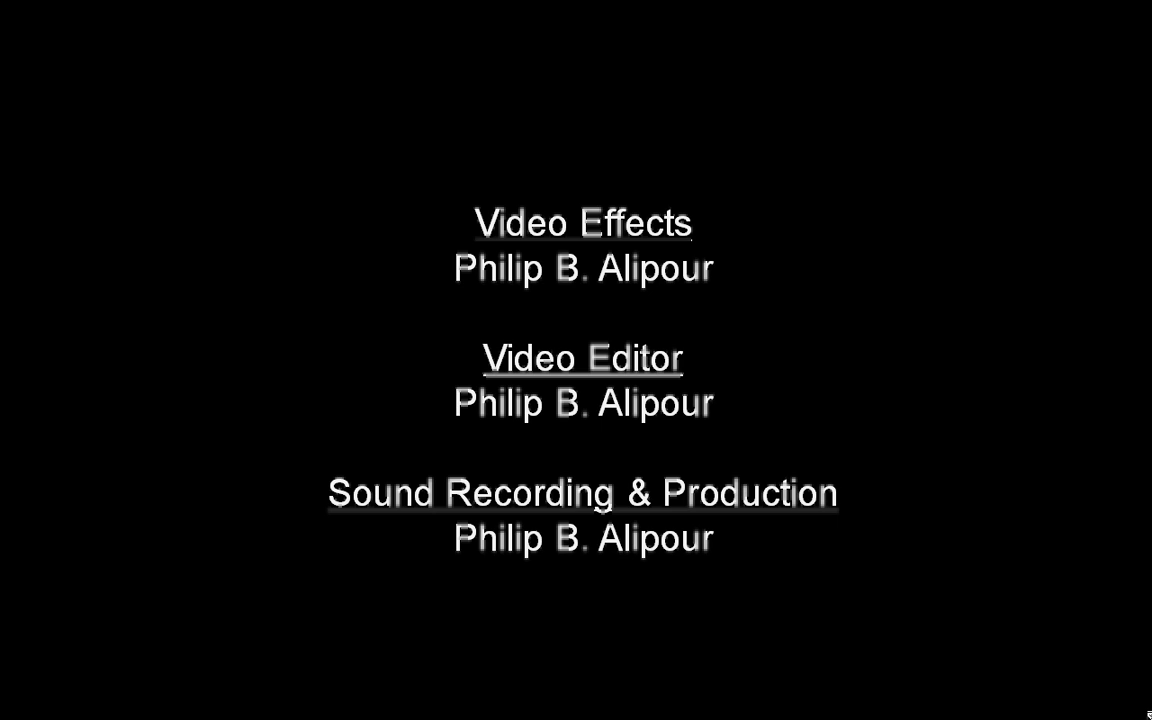 Video Effects
Philip B. Alipour
Video Editor
Philip B. Alipour
Sound Recording & Production
Philip B. Alipour